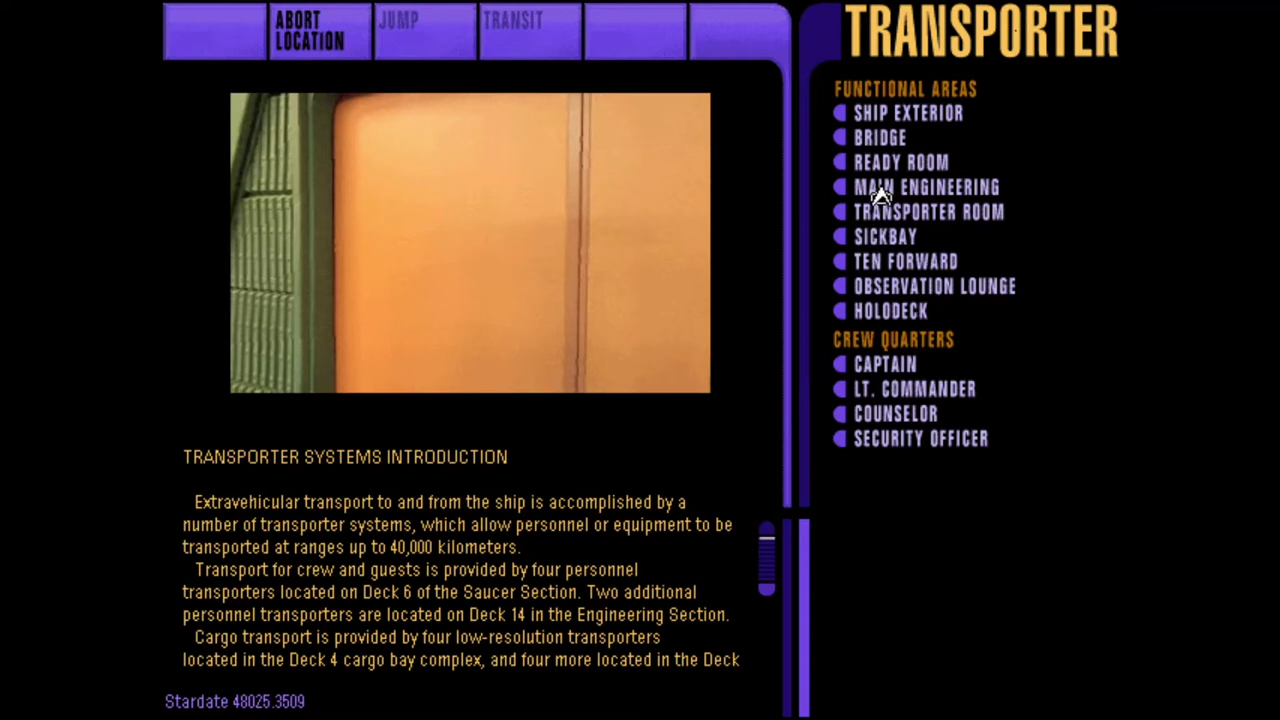 ABORT
LOCATION
JUMP
TRANSIT
TRANSPORTER
FUNCTIONAL AREAS
SHIP EXTERIOR
BRIDGE
READY ROOM
MAIN ENGINEERING
TRANSPORTER ROOM
SICKBAY
TEN FORWARD
OBSERVATION LOUNGE
HOLODECK
CREW QUARTERS
CAPTAIN
LT. COMMANDER
COUNSELOR
SECURITY OFFICER
TRANSPORTER SYSTEMS INTRODUCTION
Extravehicular transport to and from the ship is accomplished by a
number of transporter systems, which allow personnel or equipment to be
transported at ranges up to 40,000 kilometers.
Transport for crew and guests is provided by four personnel
transporters located on Deck 6 of the Saucer Section. Two additional
personnel transporters are located on Deck 14 in the Engineering Section.
Cargo transport is provided by four low-resolution transporters
located in the Deck 4 cargo bay complex, and four more located in the Deck
Stardate 48025.3509